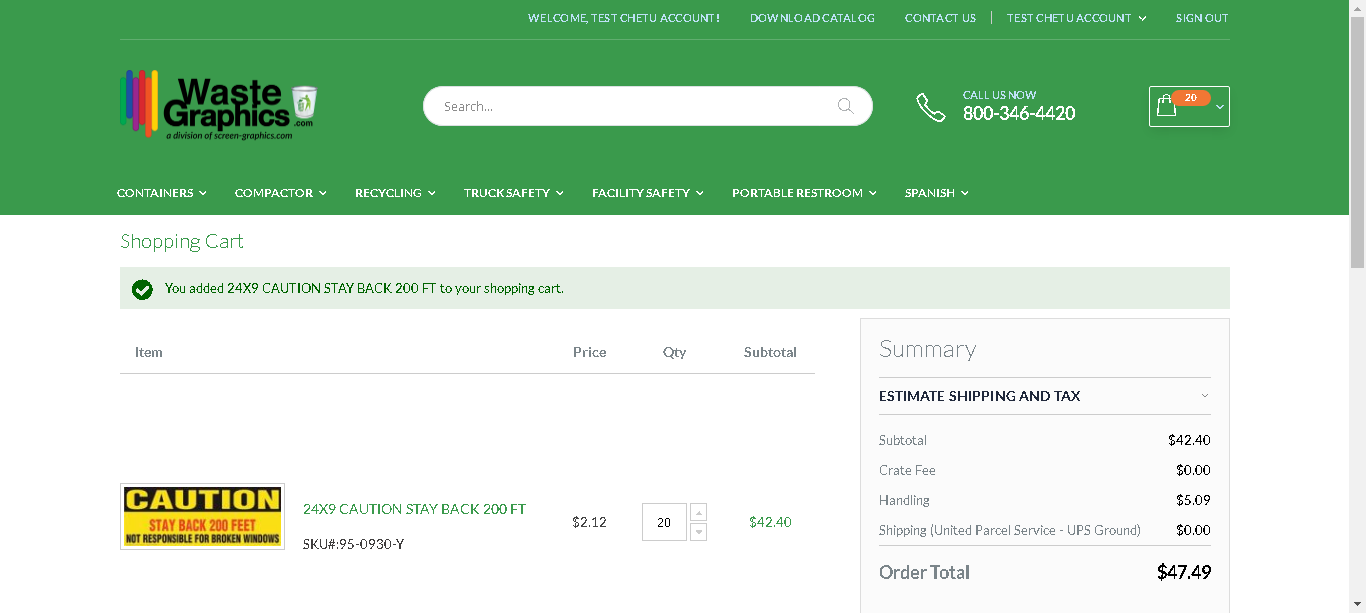 WELCOME, TEST CHETU ACCOUNT! DOWNLOAD CATALOG CONTACT US TEST CHETU ACCOUNT SIGN OUT
Waste
Graphics
.com
a division of screen-graphics.com
Search...
CALL US NOW
800-346-4420
20
CONTAINERS COMPACTOR RECYCLING TRUCK SAFETY FACILITY SAFETY PORTABLE RESTROOM SPANISH
Shopping Cart
You added 24X9 CAUTION STAY BACK 200 FT to your shopping cart.
Item Price Qty Subtotal
CAUTION
STAY BACK 200 FEET
NOT RESPONSIBLE FOR BROKEN WINDOWS
24X9 CAUTION STAY BACK 200 FT
SKU#:95-0930-Y
$2.12 20 $42.40
Summary
ESTIMATE SHIPPING AND TAX
Subtotal $42.40
Crate Fee $0.00
Handling $5.09
Shipping (United Parcel Service - UPS Ground) $0.00
Order Total $47.49